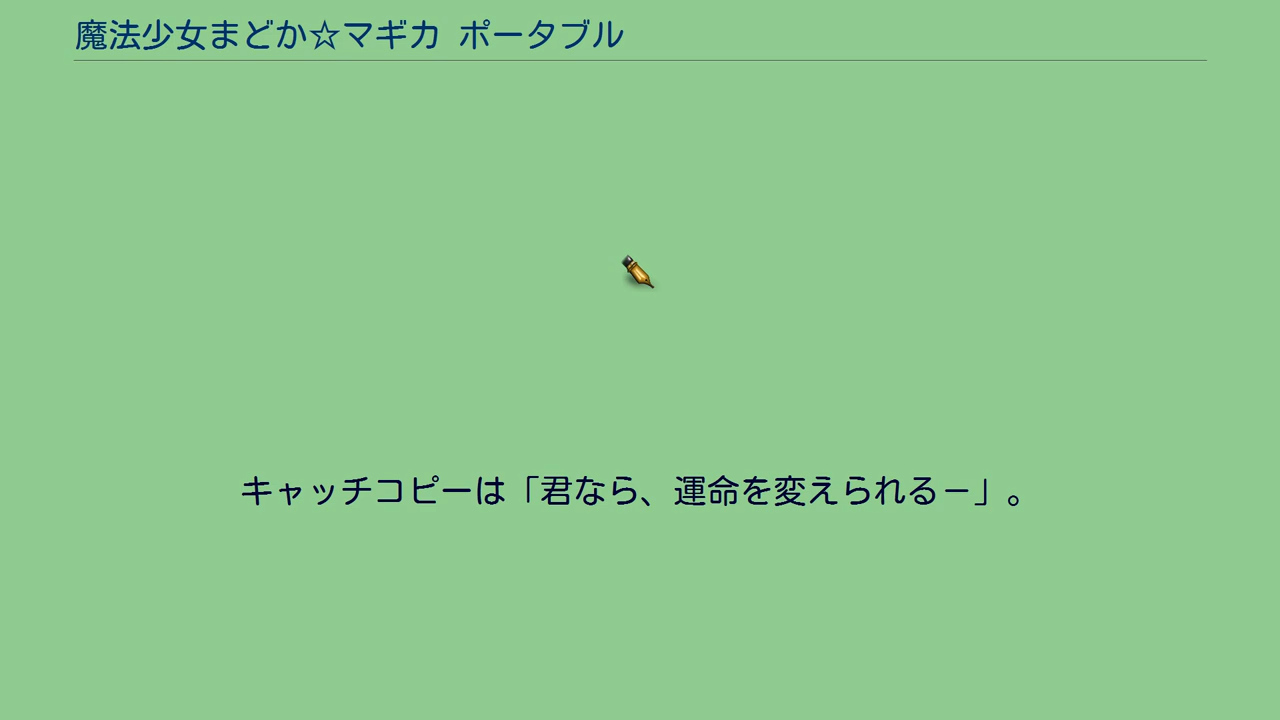 魔法少女まどか☆マギカ ポータブル
キャッチコピーは「君なら、運命を変えられる－」。